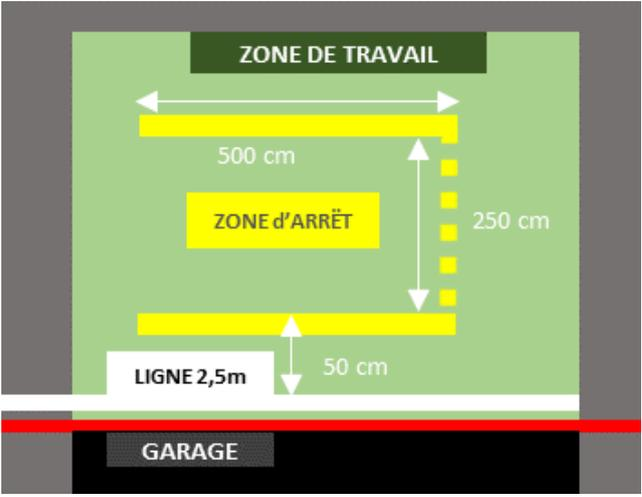 ZONE DE TRAVAIL
500 cm
ZONE d’ARRËT
250 cm
50 cm
LIGNE 2,5m
GARAGE